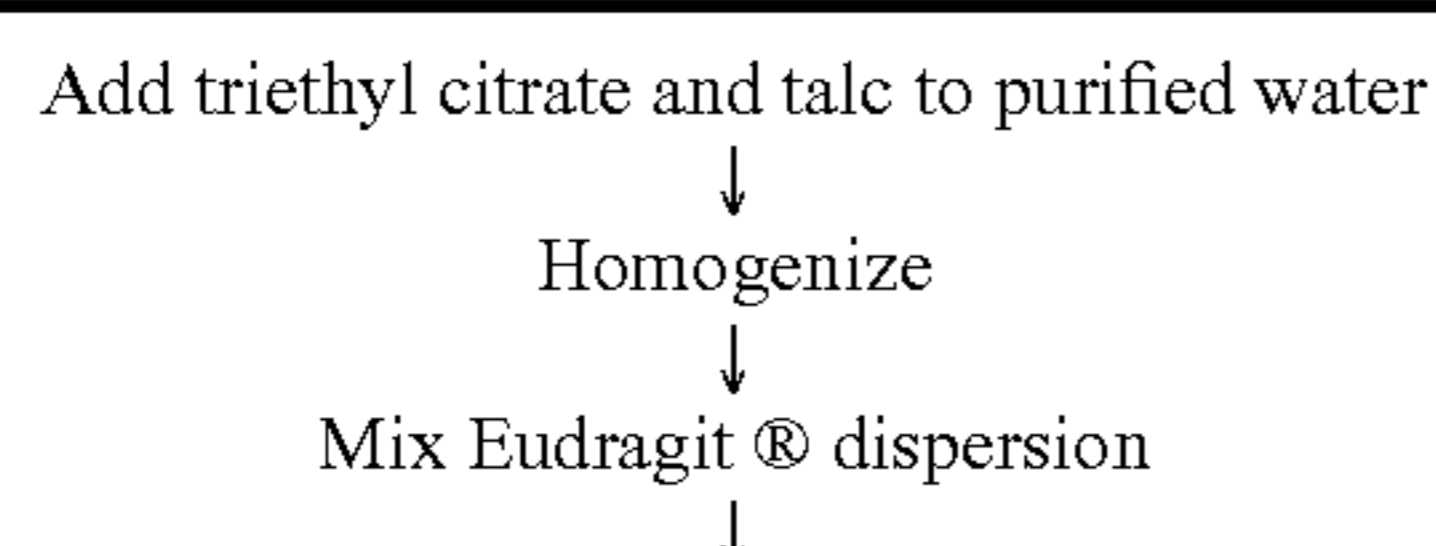 Add triethyl citrate and talc to purified water
Homogenize
Mix Eudragit ® dispersion